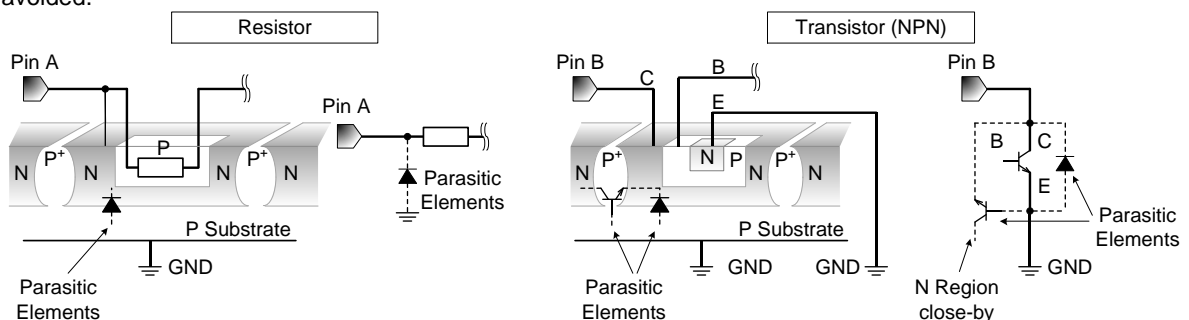 avoided.
Resistor
Transistor (NPN)
Pin A
Pin A
N P+ N P N P+ N
Parasitic
Elements
P Substrate
GND
Parasitic
Elements
Pin B
C
B
E
N P+ N N P N P+ N
P Substrate
GND
GND
Parasitic
Elements
Pin B
B
C
E
Parasitic
Elements
GND
N Region
close-by